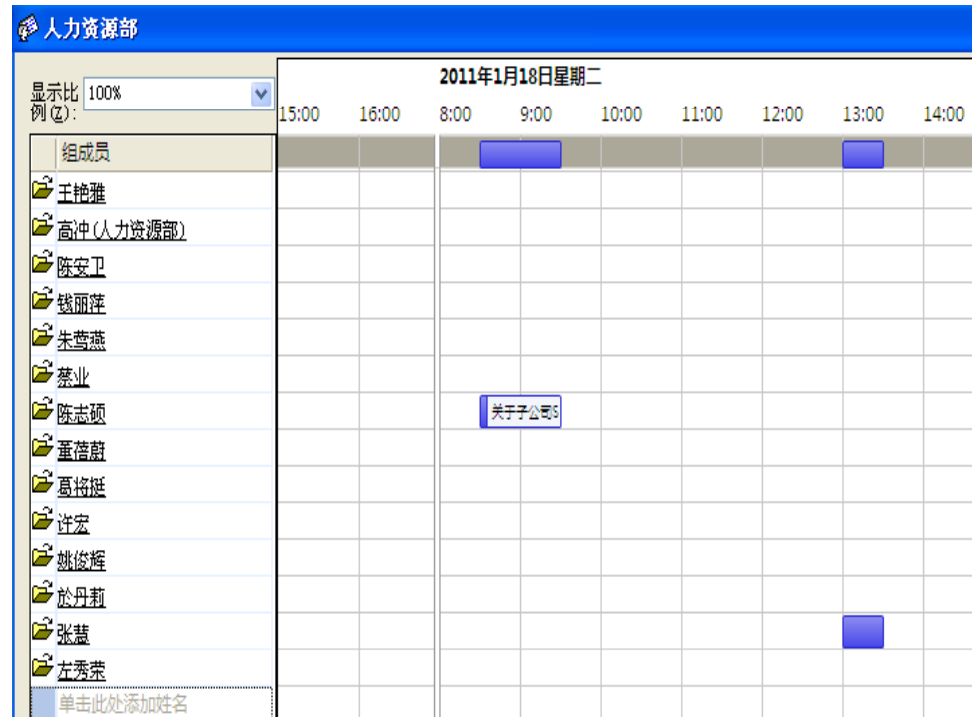 人力资源部
2011年1月18日星期二
显示比例(Z):
100%
15:00 16:00 8:00 9:00 10:00 11:00 12:00 13:00 14:00
组成员
王艳雅
高冲(人力资源部)
陈安卫
钱丽萍
朱莺燕
蔡业
陈志硕
关于子公司S
董蓓蔚
葛将挺
许宏
姚俊辉
於丹莉
张慧
左秀荣
单击此处添加姓名